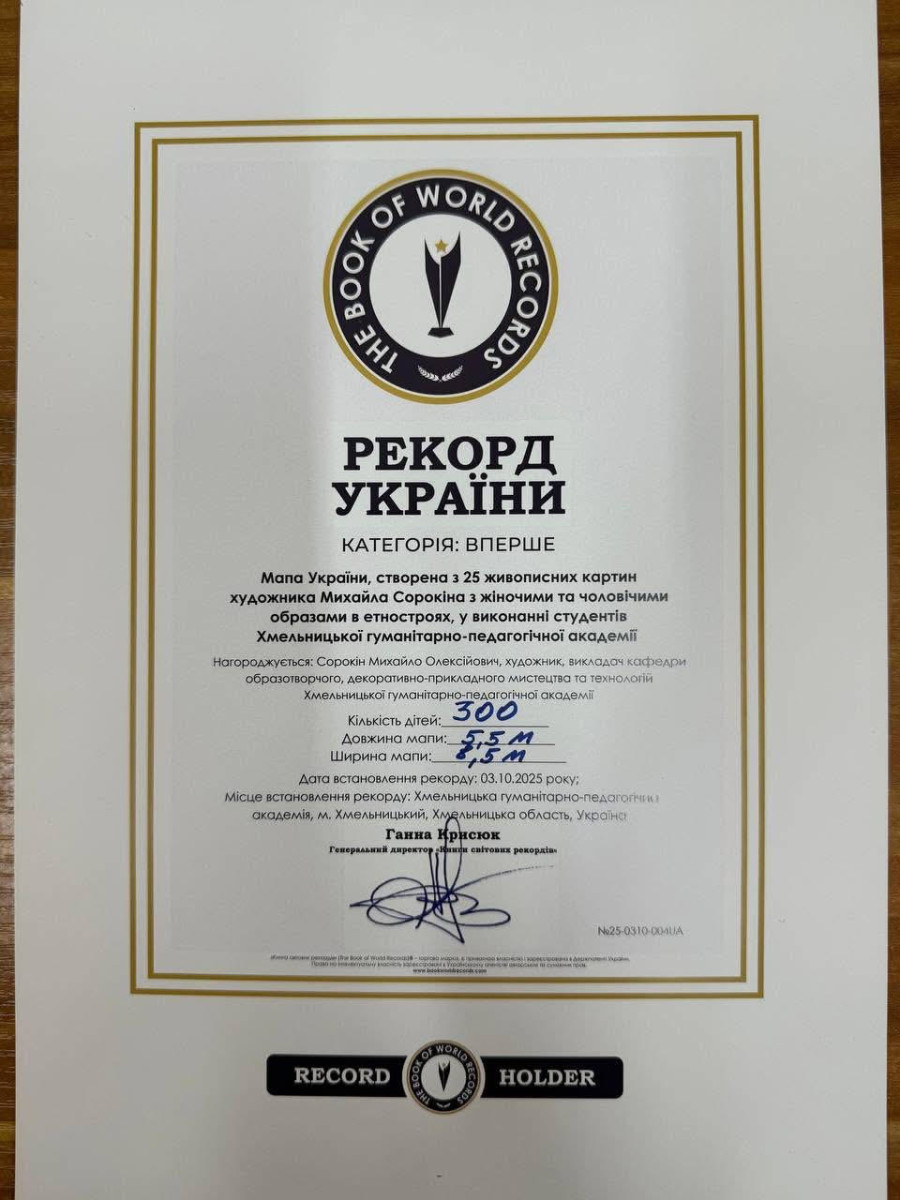 THE BOOK OF WORLD RECORDS
РЕКОРД
УКРАЇНИ
КАТЕГОРІЯ: ВПЕРШЕ
Мапа України, створена з 25 живописних картин
художника Михайла Сорокіна з жіночими та чоловічими
образами в етностроях, у виконанні студентів
Хмельницької гуманітарно-педагогічної академії
Нагороджується: Сорокін Михайло Олексійович, художник, викладач кафедри
образотворчого, декоративно-прикладного мистецтва та технологій
Хмельницької гуманітарно-педагогічної академії
Кількість дітей: 300
Довжина мапи: 5,5 м
Ширина мапи: 8,5 м
Дата встановлення рекорду: 03.10.2025 року;
Місце встановлення рекорду: Хмельницька гуманітарно-педагогічна
академія, м. Хмельницький, Хмельницька область, Україна
Ганна Крисюк
Генеральний директор «Книги світових рекордів»
№25-0310-004UA
www.bookworldrecords.com
RECORD THE BOOK OF WORLD RECORDS HOLDER